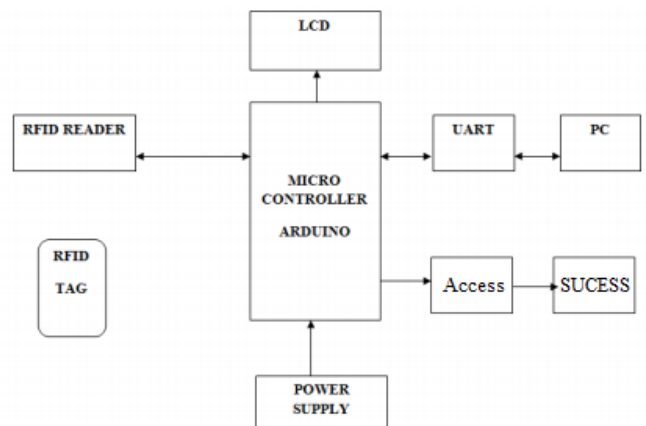 LCD
RFID READER
UART
PC
MICRO
CONTROLLER
ARDUINO
RFID
TAG
Access
SUCESS
POWER
SUPPLY